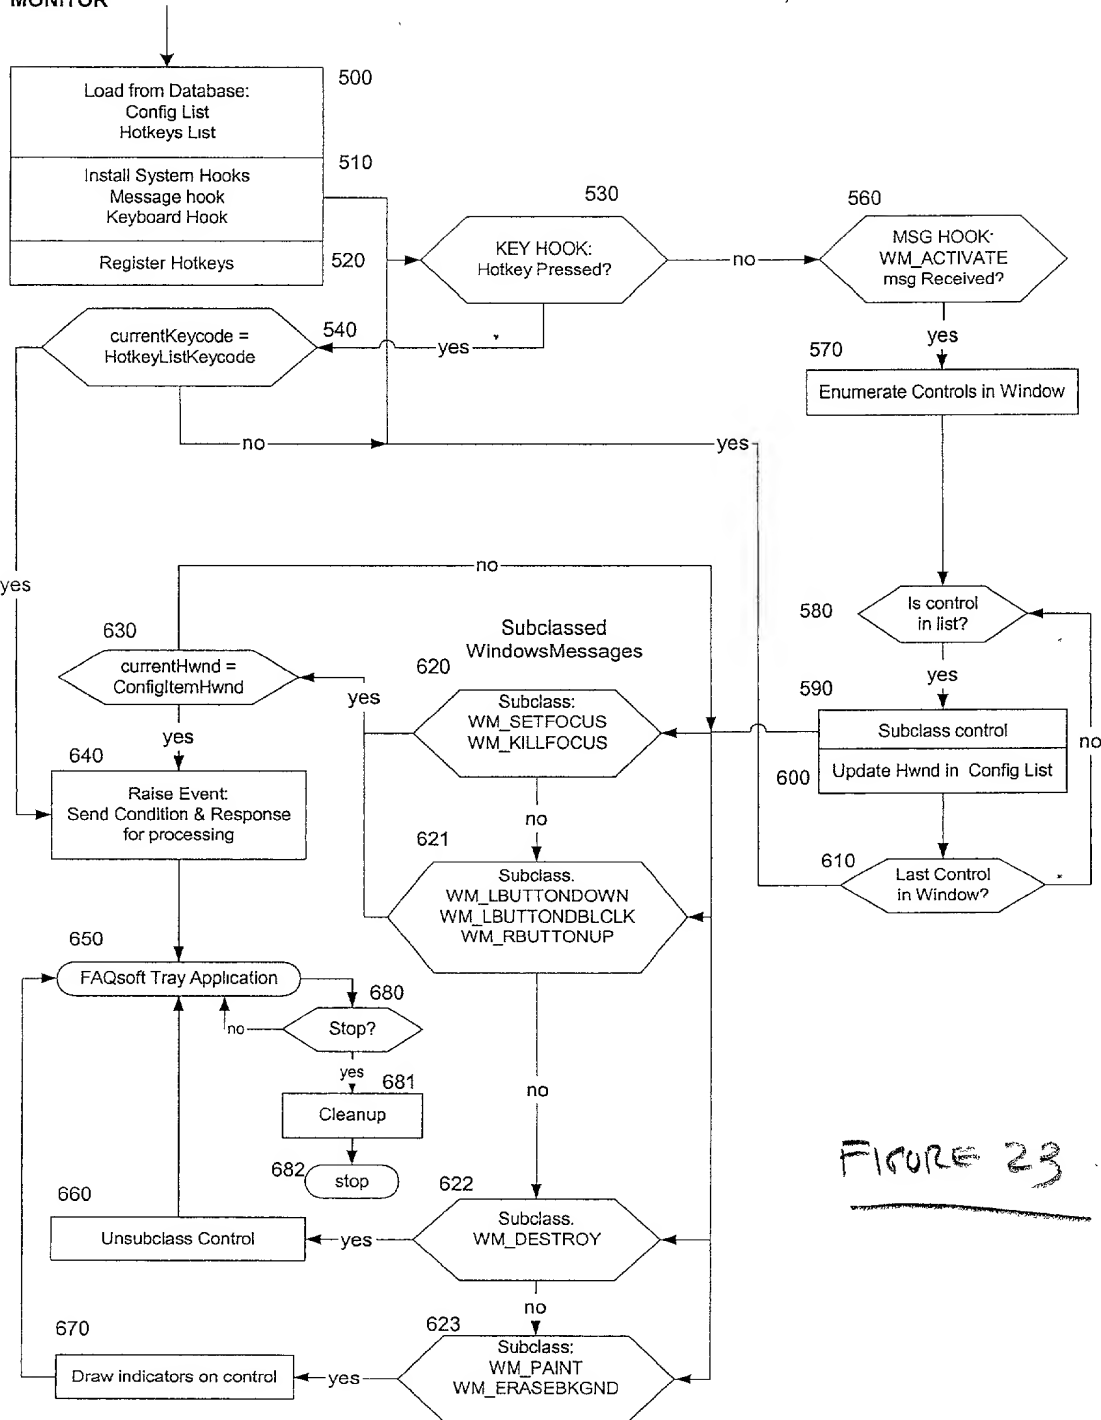 MONITOR
500
Load from Database:
Config List
Hotkeys List
510
Install System Hooks
Message hook
Keyboard Hook
Register Hotkeys
520
530
KEY HOOK:
Hotkey Pressed?
no
560
MSG HOOK:
WM_ACTIVATE
msg Received?
yes
540
currentKeycode =
HotkeyListKeycode
yes
570
Enumerate Controls in Window
no
yes
yes
no
580
Is control
in list?
yes
630
currentHwnd =
ConfigItemHwnd
yes
Subclassed
WindowsMessages
620
Subclass:
WM_SETFOCUS
WM_KILLFOCUS
yes
590
Subclass control
600
Update Hwnd in Config List
no
640
Raise Event:
Send Condition & Response
for processing
no
621
Subclass.
WM_LBUTTONDOWN
WM_LBUTTONDBLCLK
WM_RBUTTONUP
610
Last Control
in Window?
650
FAQsoft Tray Application
680
Stop?
no
yes
681
Cleanup
682
stop
no
FIGURE 23
660
Unsubclass Control
yes
622
Subclass.
WM_DESTROY
no
670
Draw indicators on control
yes
623
Subclass:
WM_PAINT
WM_ERASEBKGND